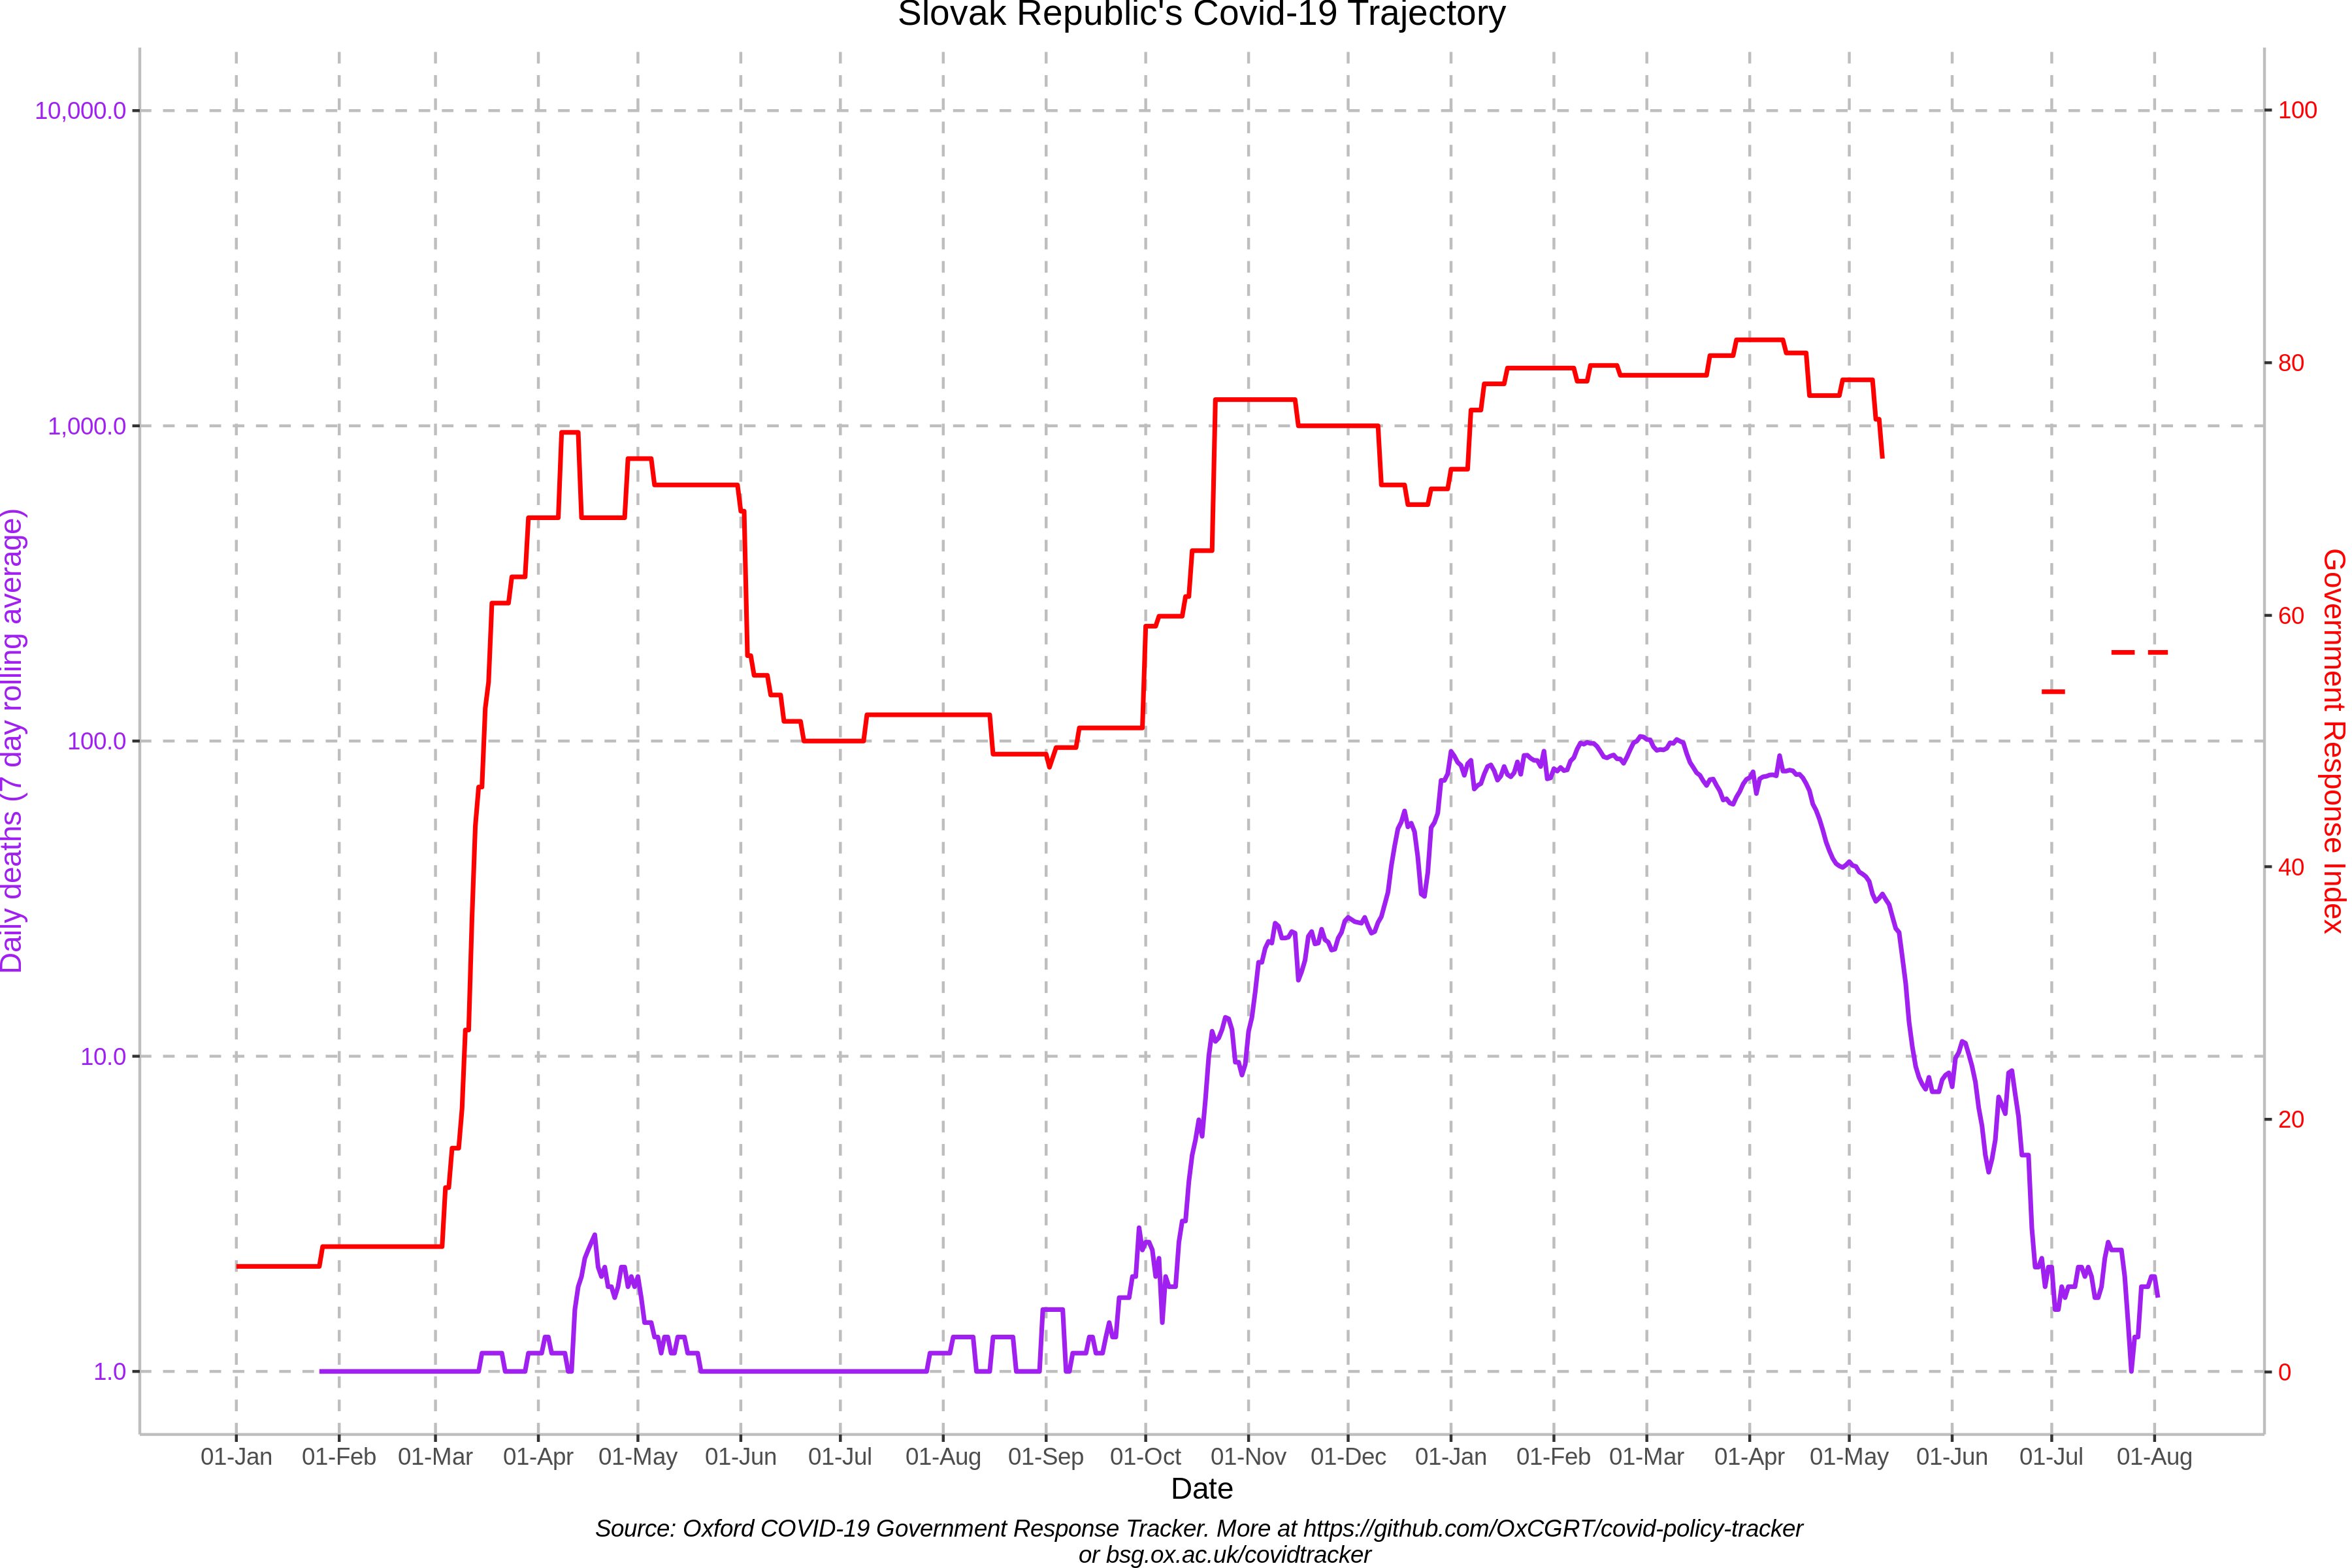 Slovak Republic's Covid-19 Trajectory
10,000.0
1,000.0
100.0
10.0
1.0
Daily deaths (7 day rolling average)
100
80
60
40
20
0
Government Response Index
01-Jan 01-Feb 01-Mar 01-Apr 01-May 01-Jun 01-Jul 01-Aug 01-Sep 01-Oct 01-Nov 01-Dec 01-Jan 01-Feb 01-Mar 01-Apr 01-May 01-Jun 01-Jul 01-Aug
Date
Source: Oxford COVID-19 Government Response Tracker. More at https://github.com/OxCGRT/covid-policy-tracker
or bsg.ox.ac.uk/covidtracker